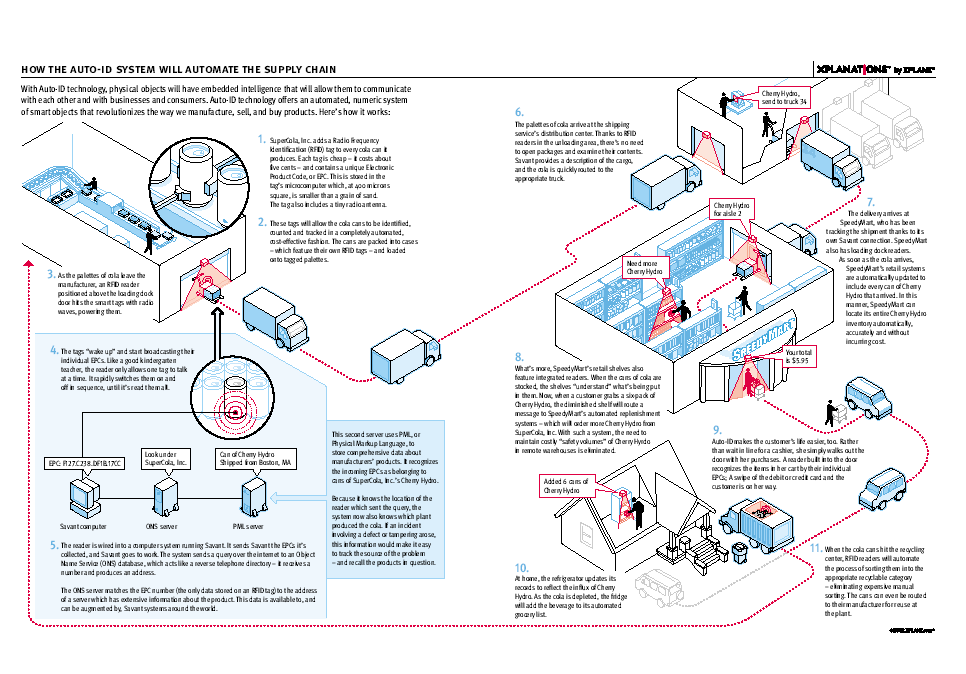 HOW THE AUTO-ID SYSTEM WILL AUTOMATE THE SUPPLY CHAIN
XPLANATIONS™ by XPLANE™
With Auto-ID technology, physical objects will have embedded intelligence that will allow them to communicate
with each other and with businesses and consumers. Auto-ID technology offers an automated, numeric system
of smart objects that revolutionizes the way we manufacture, sell, and buy products. Here's how it works:
1. SuperCola, Inc. adds a Radio Frequency
Identification (RFID) tag to every cola can it
produces. Each tag is cheap – it costs about
five cents – and contains a unique Electronic
Product Code, or EPC. This is stored in the
tag's microcomputer which, at 400 microns
square, is smaller than a grain of sand.
The tag also includes a tiny radio antenna.
2. These tags will allow the cola cans to be identified,
counted and tracked in a completely automated,
cost-effective fashion. The cans are packed into cases
– which feature their own RFID tags – and loaded
onto tagged palettes.
3. As the palettes of cola leave the
manufacturer, an RFID reader
positioned above the loading dock
door hits the smart tags with radio
waves, powering them.
4. The tags "wake up" and start broadcasting their
individual EPCs. Like a good kindergarten
teacher, the reader only allows one tag to talk
at a time. It rapidly switches them on and
off in sequence, until it's read them all.
EPC: F127.C238.DF1B.17CC
Look under
SuperCola, Inc.
Can of Cherry Hydro
Shipped from Boston, MA
Savant computer
ONS server
PML server
This second server uses PML, or
Physical Markup Language, to
store comprehensive data about
manufacturers' products. It recognizes
the incoming EPCs as belonging to
cans of SuperCola, Inc.'s Cherry Hydro.
Because it knows the location of the
reader which sent the query, the
system now also knows which plant
produced the cola. If an incident
involving a defect or tampering arose,
this information would make it easy
to track the source of the problem
– and recall the products in question.
5. The reader is wired into a computer system running Savant. It sends Savant the EPCs it's
collected, and Savant goes to work. The system sends a query over the internet to an Object
Name Service (ONS) database, which acts like a reverse telephone directory – it receives a
number and produces an address.
The ONS server matches the EPC number (the only data stored on an RFID tag) to the address
of a server which has extensive information about the product. This data is available to, and
can be augmented by, Savant systems around the world.
6.
The palettes of cola arrive at the shipping
service's distribution center. Thanks to RFID
readers in the unloading area, there's no need
to open packages and examine their contents.
Savant provides a description of the cargo,
and the cola is quickly routed to the
appropriate truck.
Cherry Hydro,
send to truck 34
7.
The delivery arrives at
SpeedyMart, who has been
tracking the shipment thanks to its
own Savant connection. SpeedyMart
also has loading dock readers.
As soon as the cola arrives,
SpeedyMart's retail systems
are automatically updated to
include every can of Cherry
Hydro that arrived. In this
manner, SpeedyMart can
locate its entire Cherry Hydro
inventory automatically,
accurately and without
incurring cost.
Cherry Hydro
for aisle 2
Need more
Cherry Hydro
SPEEDYMART
Your total
is $5.95
8.
What's more, SpeedyMart's retail shelves also
feature integrated readers. When the cans of cola are
stocked, the shelves "understand" what's being put
in them. Now, when a customer grabs a six pack of
Cherry Hydro, the diminished shelf will route a
message to SpeedyMart's automated replenishment
systems – which will order more Cherry Hydro from
SuperCola, Inc. With such a system, the need to
maintain costly "safety volumes" of Cherry Hydro
in remote warehouses is eliminated.
9.
Auto-ID makes the customer's life easier, too. Rather
than wait in line for a cashier, she simply walks out the
door with her purchases. A reader built into the door
recognizes the items in her cart by their individual
EPCs; A swipe of the debit or credit card and the
customer is on her way.
Added 6 cans of
Cherry Hydro
10.
At home, the refrigerator updates its
records to reflect the influx of Cherry
Hydro. As the cola is depleted, the fridge
will add the beverage to its automated
grocery list.
11. When the cola cans hit the recycling
center, RFID readers will automate
the process of sorting them into the
appropriate recyclable category
– eliminating expensive manual
sorting. The cans can even be routed
to their manufacturer for reuse at
the plant.